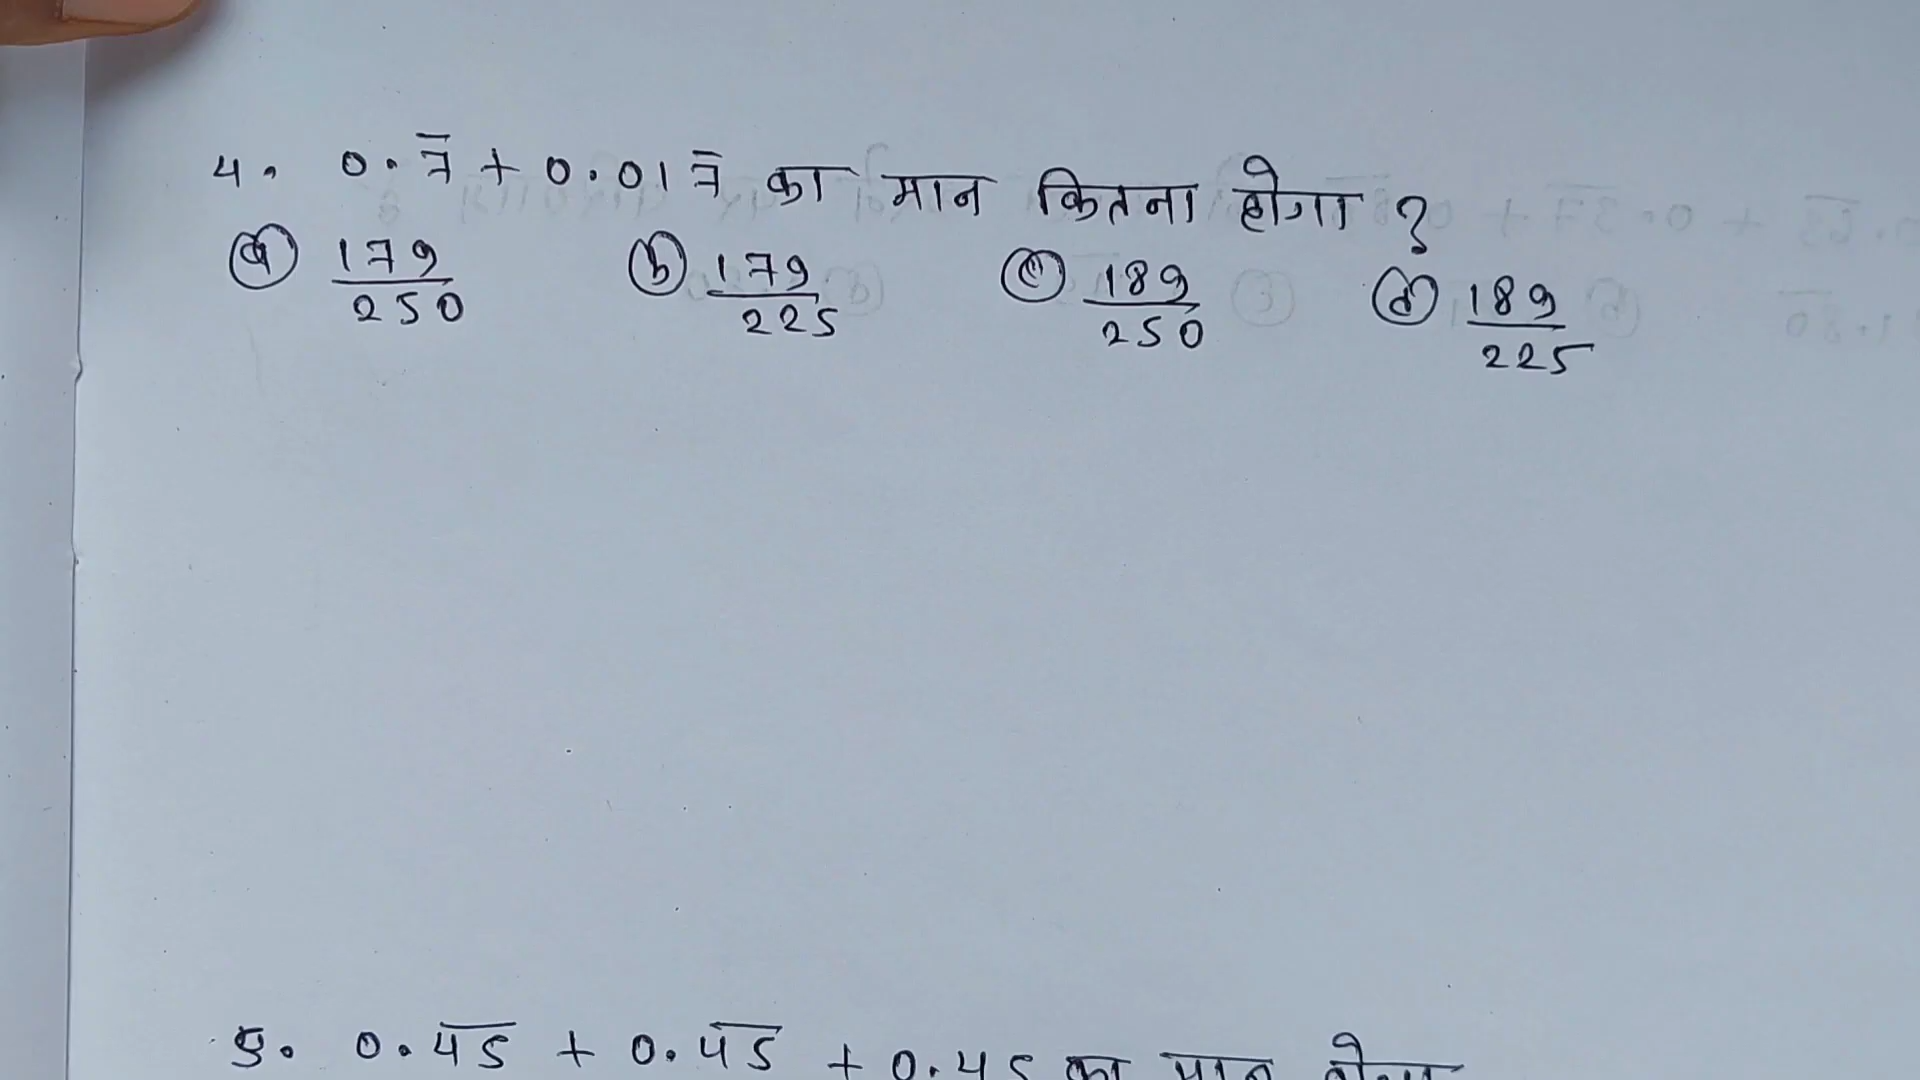 4. 0.7̅ + 0.017̅ का मान कितना होगा ?
ⓐ 179/250 ⓑ 179/225 ⓒ 189/250 ⓓ 189/225
5. 0.4̅5̅ + 0.4̅5̅ + 0.45 का मान होगा